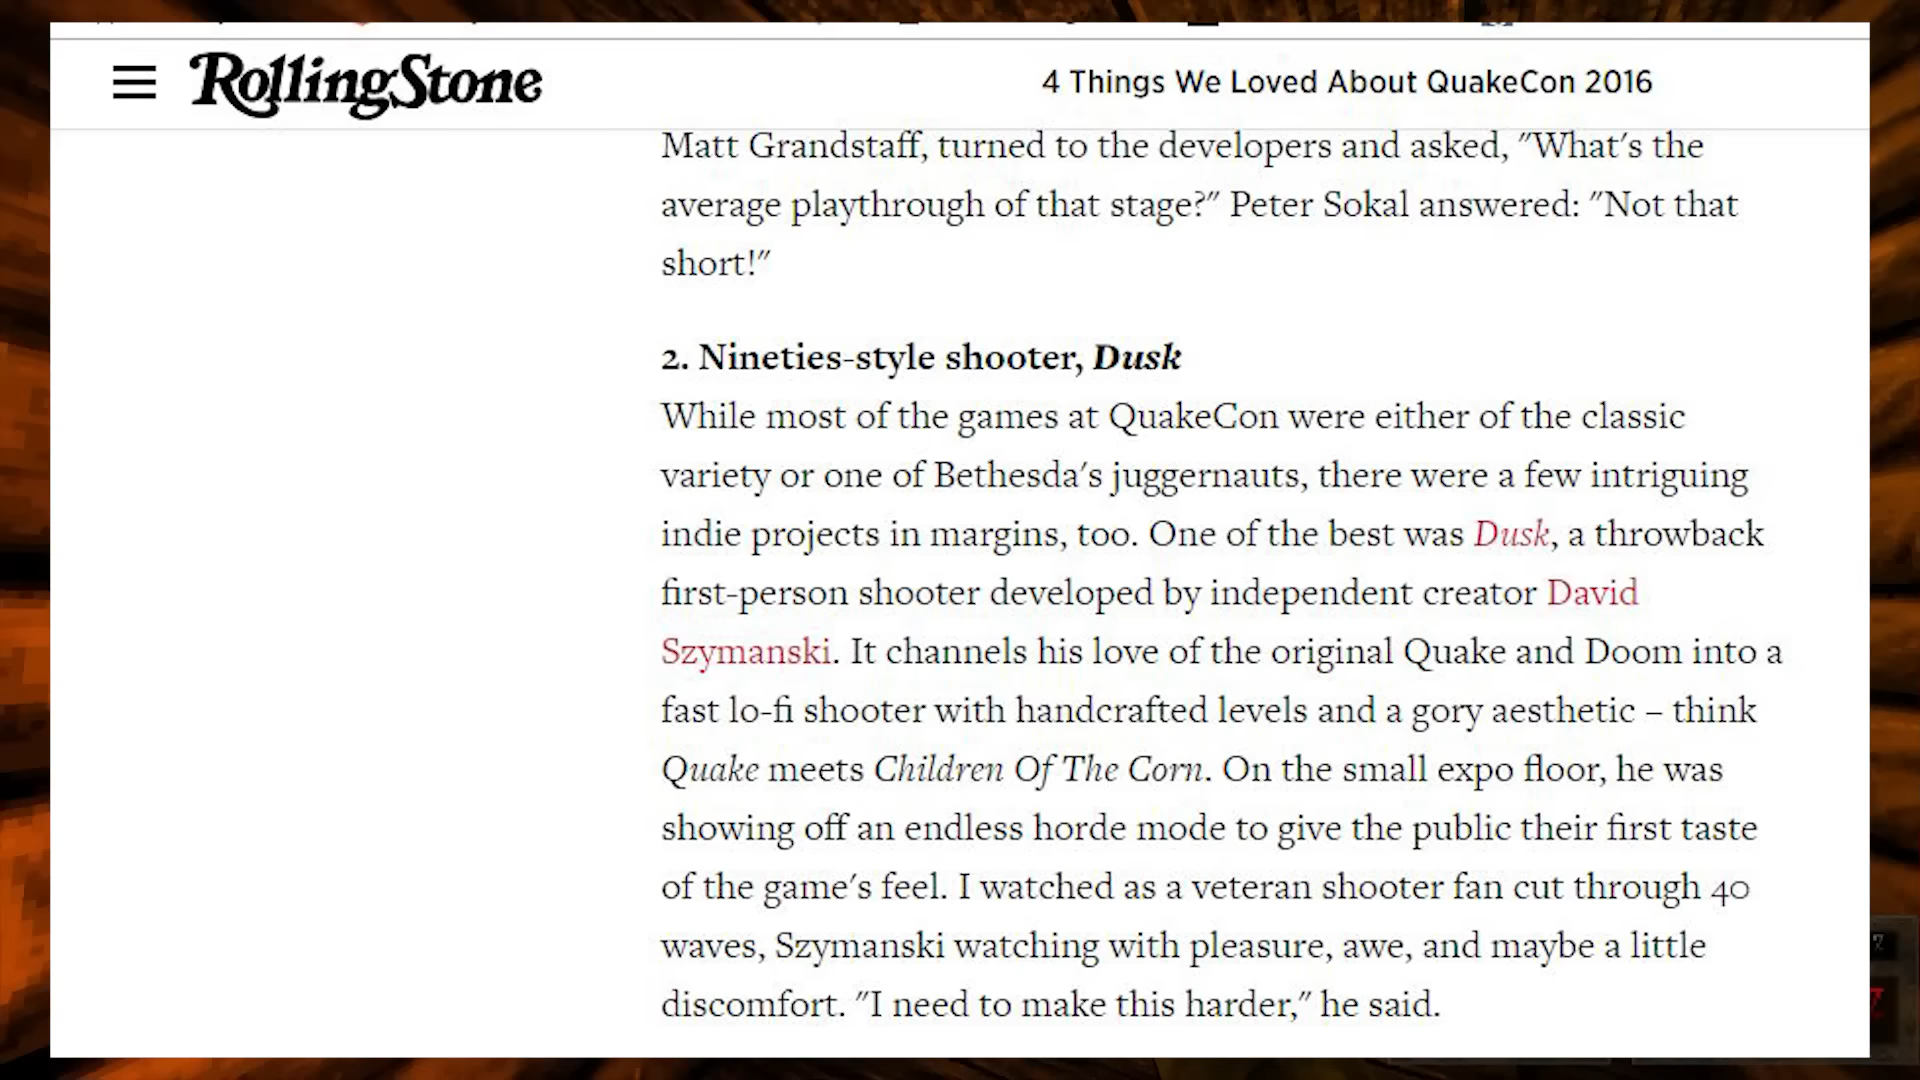 RollingStone
4 Things We Loved About QuakeCon 2016
Matt Grandstaff, turned to the developers and asked, "What's the
average playthrough of that stage?" Peter Sokal answered: "Not that
short!"
2. Nineties-style shooter, Dusk
While most of the games at QuakeCon were either of the classic
variety or one of Bethesda's juggernauts, there were a few intriguing
indie projects in margins, too. One of the best was Dusk, a throwback
first-person shooter developed by independent creator David
Szymanski. It channels his love of the original Quake and Doom into a
fast lo-fi shooter with handcrafted levels and a gory aesthetic – think
Quake meets Children Of The Corn. On the small expo floor, he was
showing off an endless horde mode to give the public their first taste
of the game's feel. I watched as a veteran shooter fan cut through 40
waves, Szymanski watching with pleasure, awe, and maybe a little
discomfort. "I need to make this harder," he said.